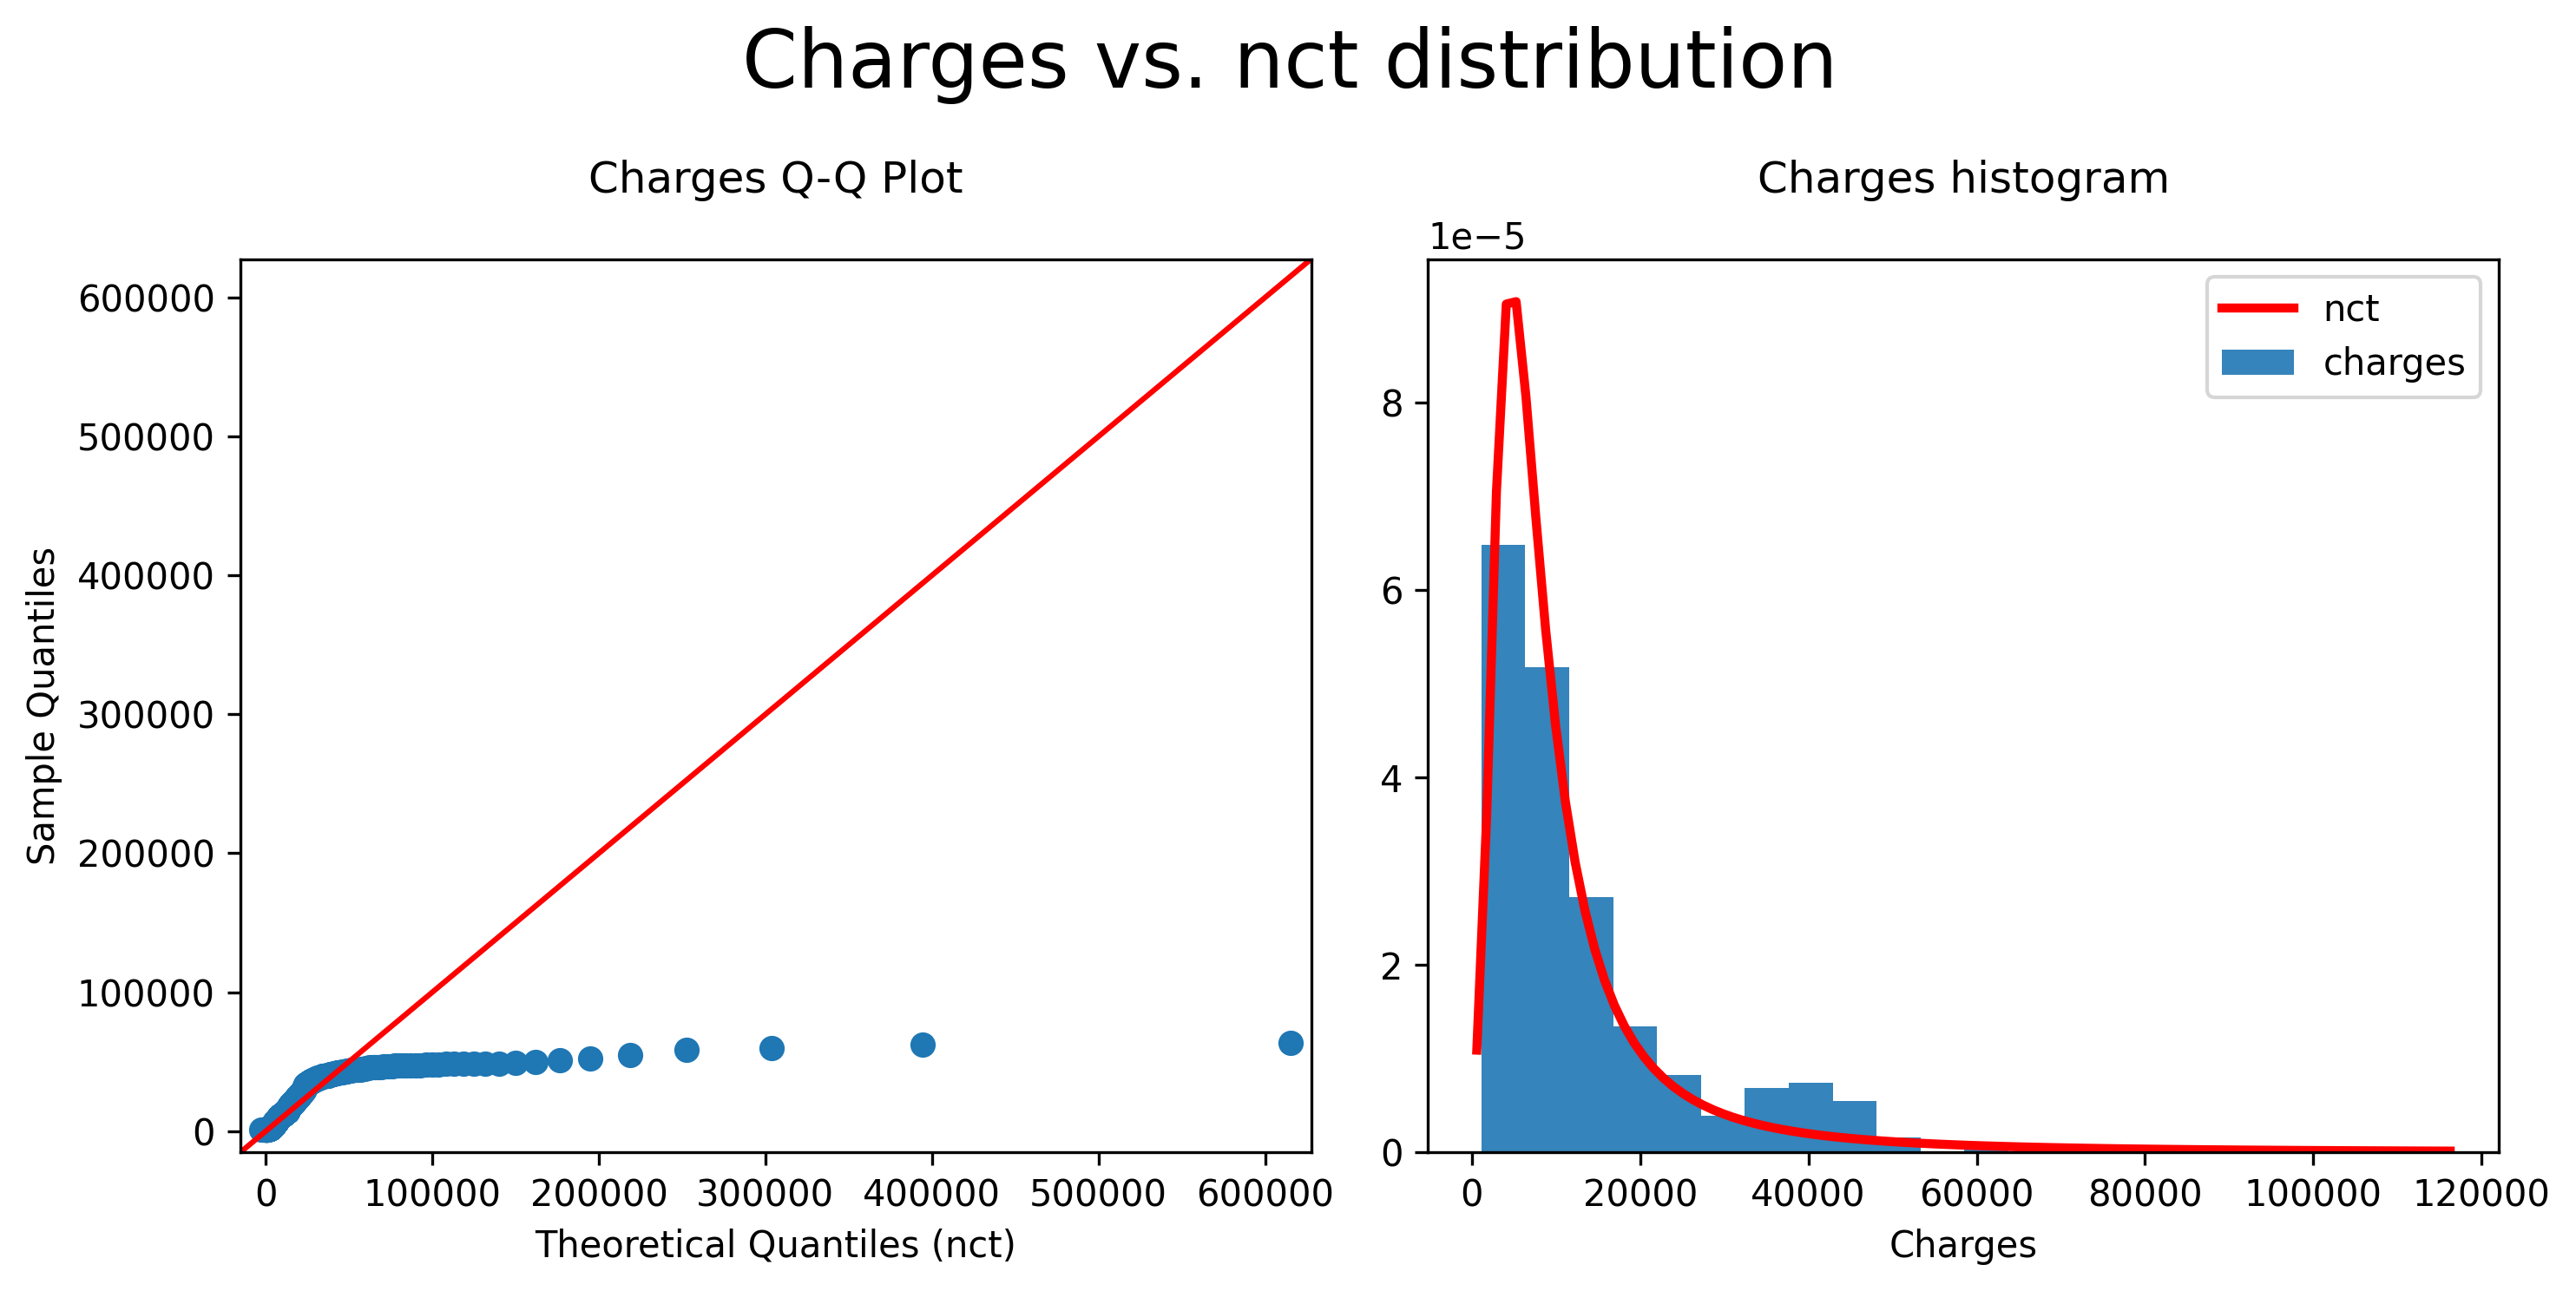 Charges vs. nct distribution
Charges Q-Q Plot
600000
500000
400000
300000
200000
100000
0
Sample Quantiles
0 100000 200000 300000 400000 500000 600000
Theoretical Quantiles (nct)
Charges histogram
1e−5
nct
charges
8
6
4
2
0
0 20000 40000 60000 80000 100000 120000
Charges